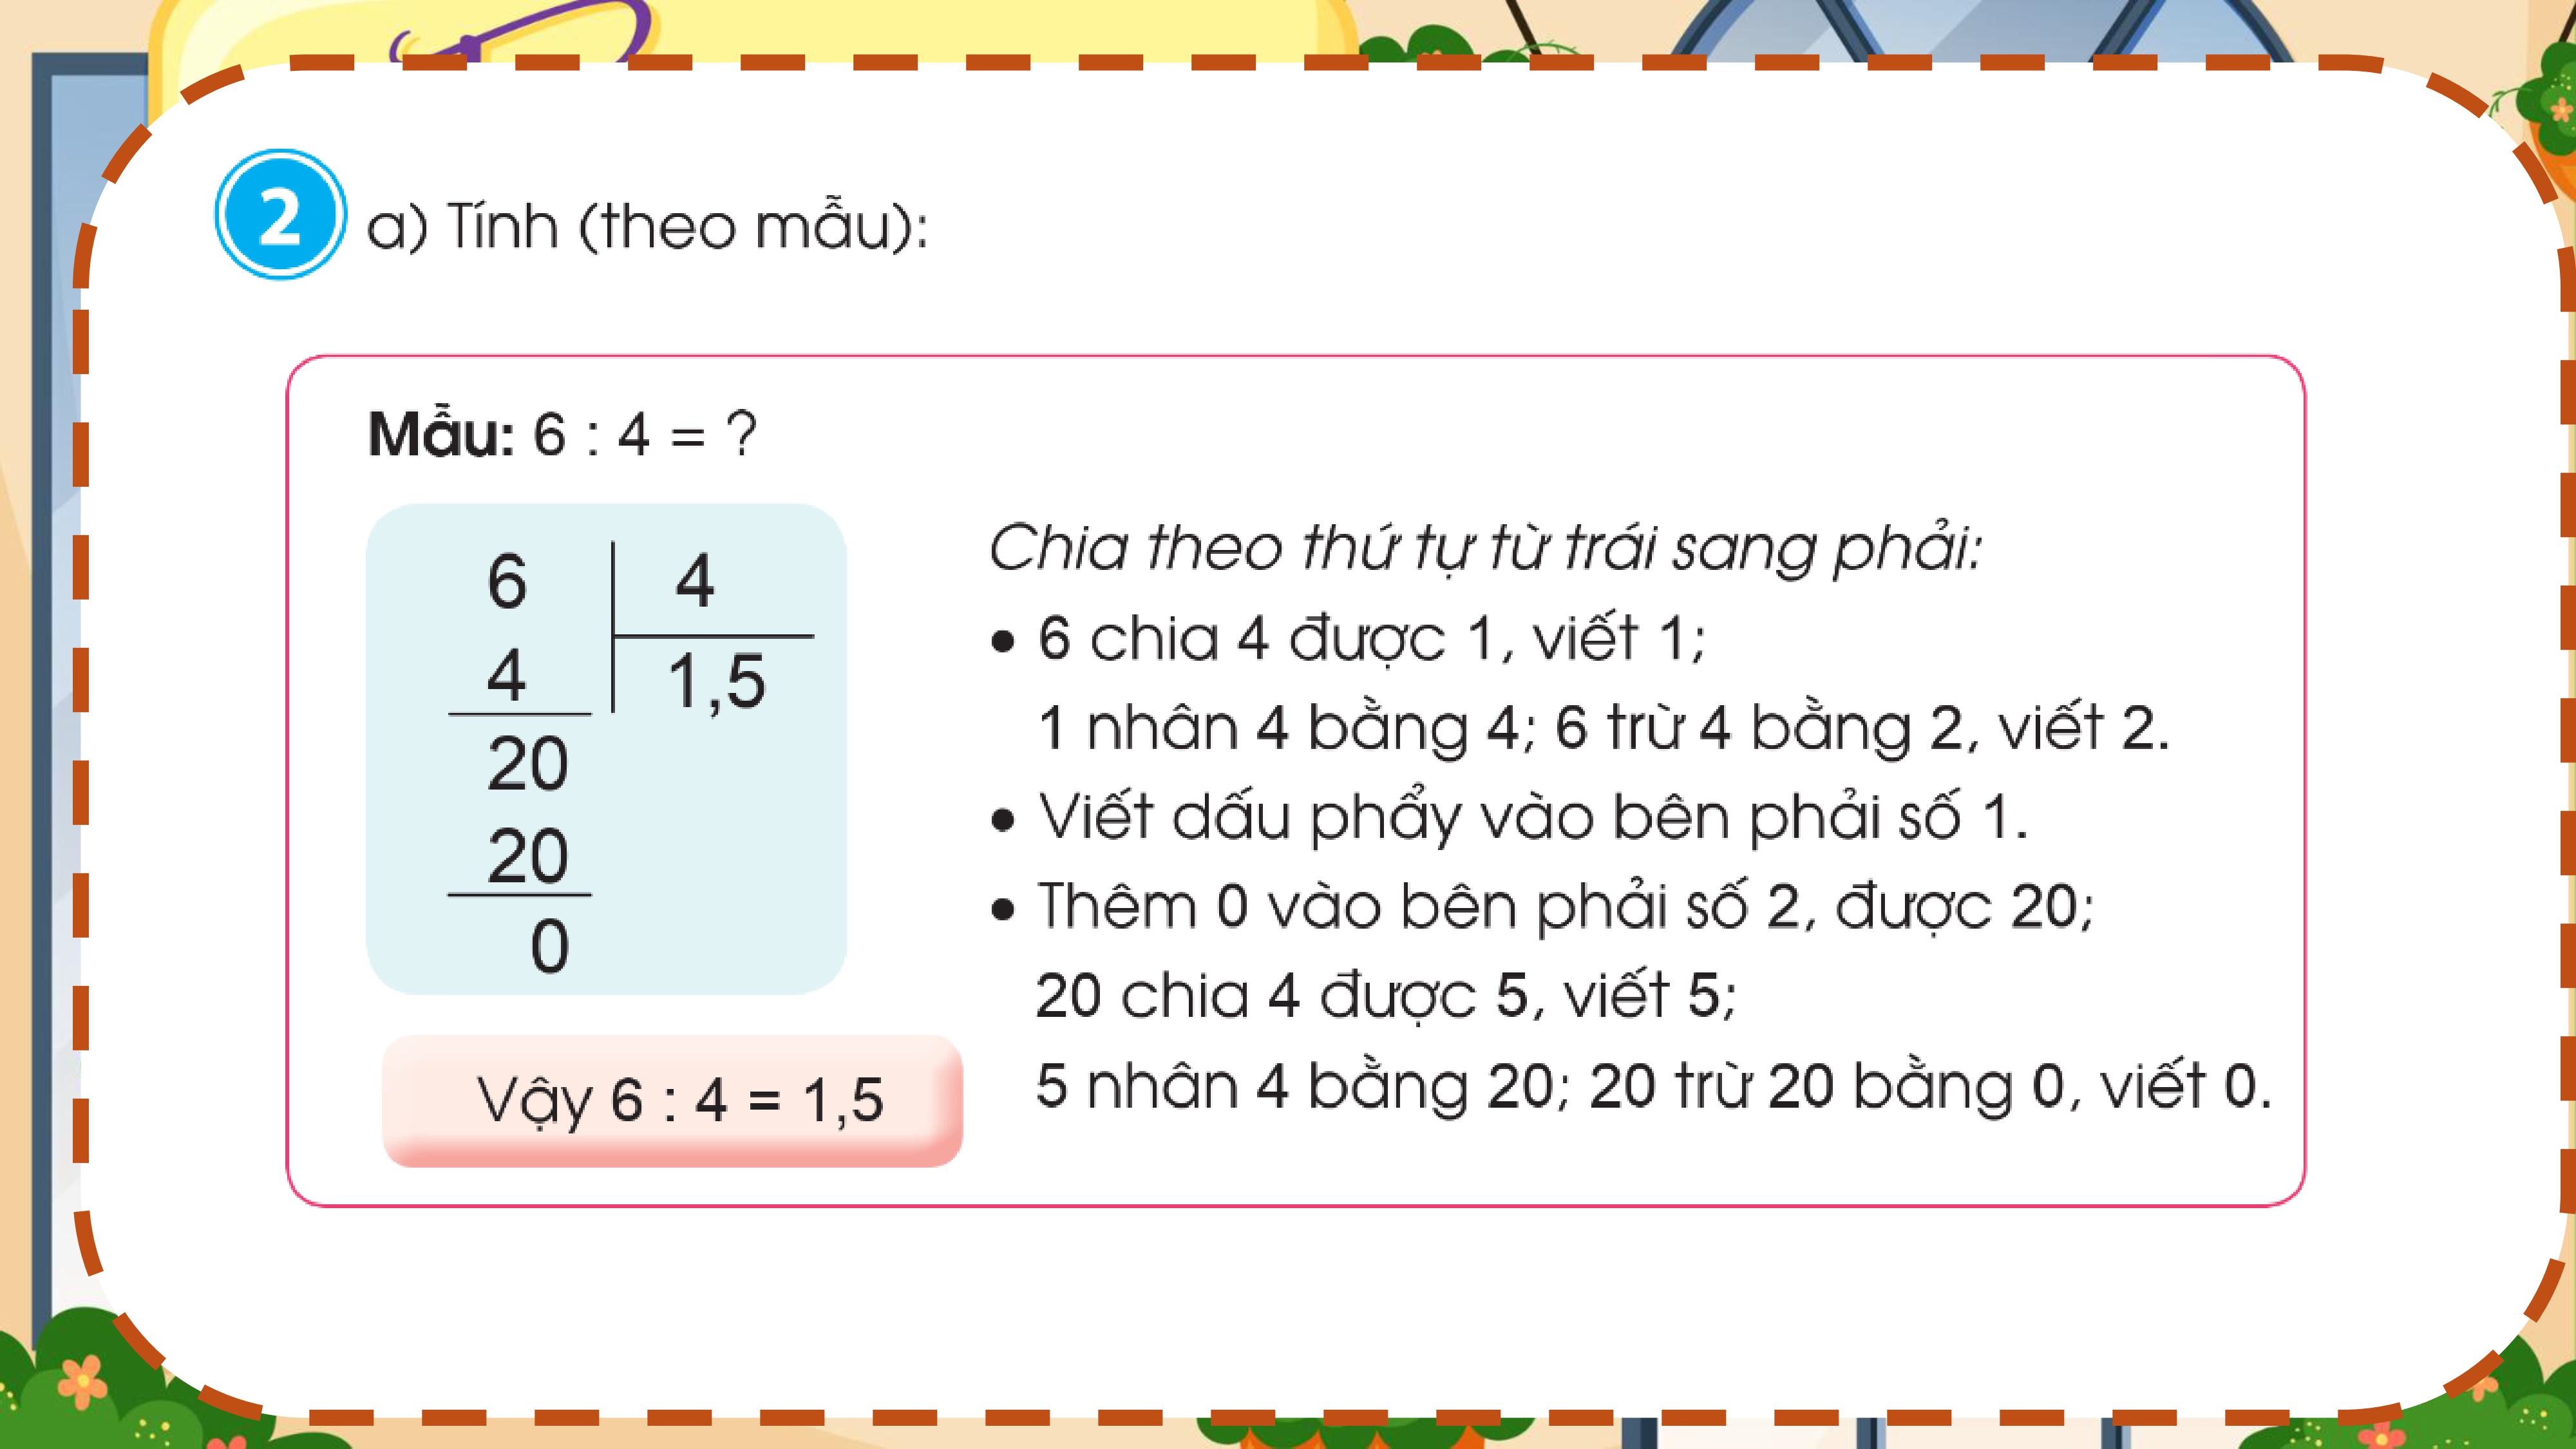 2 a) Tính (theo mẫu):
Mẫu: 6 : 4 = ?
6 4
4 1,5
20
20
0
Vậy 6 : 4 = 1,5
Chia theo thứ tự từ trái sang phải:
• 6 chia 4 được 1, viết 1;
1 nhân 4 bằng 4; 6 trừ 4 bằng 2, viết 2.
• Viết dấu phẩy vào bên phải số 1.
• Thêm 0 vào bên phải số 2, được 20;
20 chia 4 được 5, viết 5;
5 nhân 4 bằng 20; 20 trừ 20 bằng 0, viết 0.